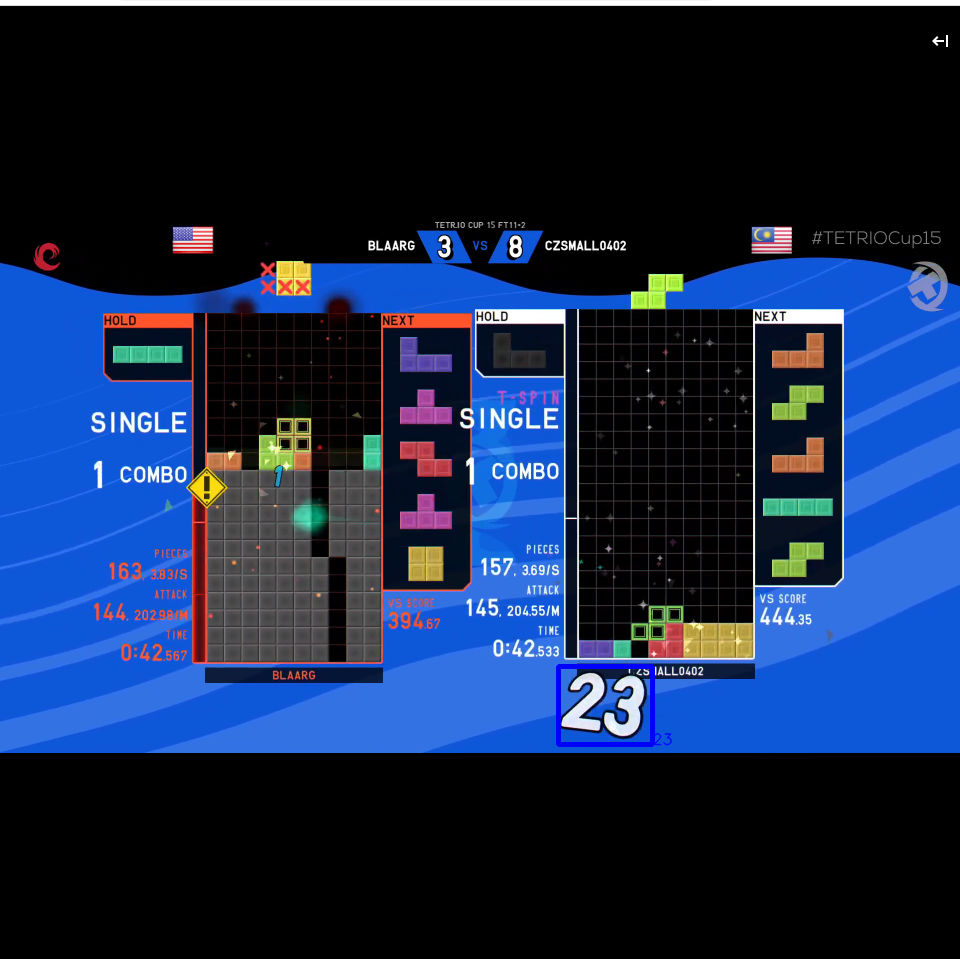 TETR.IO CUP 15 FT11-2
BLAARG 3 VS 8 CZSMALL0402
#TETRIOCup15
HOLD
NEXT
SINGLE
1 COMBO
1
PIECES
163, 3.83/S
ATTACK
144, 202.98/M
TIME
0:42.567
VS SCORE
394.67
BLAARG
HOLD
NEXT
T-SPIN
SINGLE
1 COMBO
PIECES
157, 3.69/S
ATTACK
145, 204.55/M
TIME
0:42.533
VS SCORE
444.35
CZSMALL0402
23
23